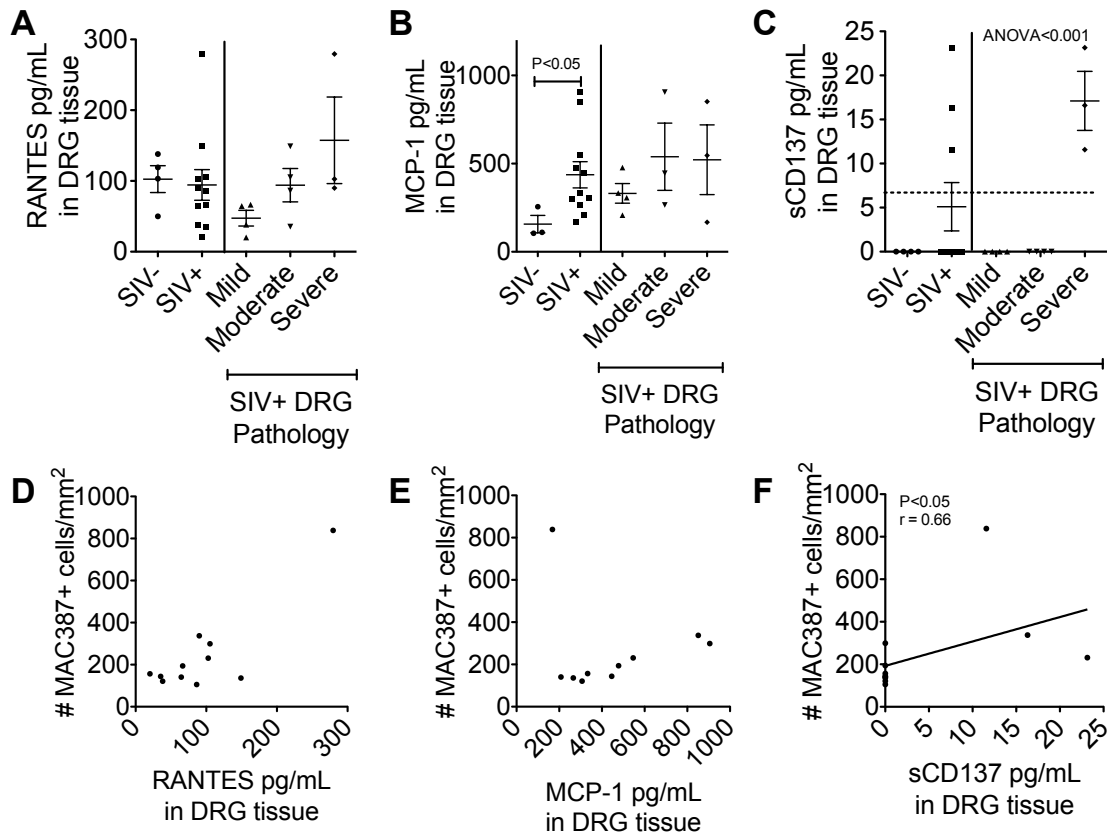 A
RANTES pg/mL
in DRG tissue
300
200
100
0
SIV-
SIV+
Mild
Moderate
Severe
SIV+ DRG
Pathology
B
MCP-1 pg/mL
in DRG tissue
1000
500
0
P<0.05
SIV-
SIV+
Mild
Moderate
Severe
SIV+ DRG
Pathology
C
sCD137 pg/mL
in DRG tissue
25
20
15
10
5
0
ANOVA<0.001
SIV-
SIV+
Mild
Moderate
Severe
SIV+ DRG
Pathology
D
# MAC387+ cells/mm²
1000
800
600
400
200
0
0
100
200
300
RANTES pg/mL
in DRG tissue
E
# MAC387+ cells/mm²
1000
800
600
400
200
0
0
200
400
600
800
1000
MCP-1 pg/mL
in DRG tissue
F
# MAC387+ cells/mm²
1000
800
600
400
200
0
P<0.05
r = 0.66
0
5
10
15
20
25
sCD137 pg/mL
in DRG tissue